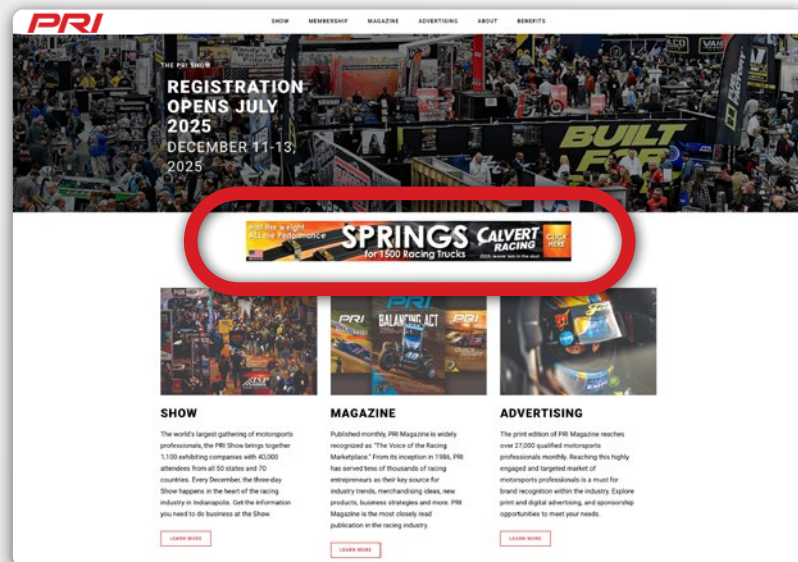 PRI
SHOW MEMBERSHIP MAGAZINE ADVERTISING ABOUT BENEFITS
THE PRI SHOW
REGISTRATION
OPENS JULY
2025
DECEMBER 11-13,
2025
BUILT
FOR
Half the Weight
ALL the Performance
SPRINGS
for 1500 Racing Trucks
CALVERT
RACING
CLICK
HERE
PRI
PRI
PRI
BALANCING ACT
SHOW
The world's largest gathering of motorsports
professionals, the PRI Show brings together
1,100 exhibiting companies with 40,000
attendees from all 50 states and 70
countries. Every December, the three-day
Show happens in the heart of the racing
industry in Indianapolis. Get the information
you need to do business at the Show.
LEARN MORE
MAGAZINE
Published monthly, PRI Magazine is widely
recognized as "The Voice of the Racing
Marketplace." From its inception in 1986, PRI
has served tens of thousands of racing
entrepreneurs as their key source for
industry trends, merchandising ideas, new
products, business strategies and more. PRI
Magazine is the most closely read
publication in the racing industry.
LEARN MORE
ADVERTISING
The print edition of PRI Magazine reaches
over 27,000 qualified motorsports
professionals monthly. Reaching this highly
engaged and targeted market of
motorsports professionals is a must for
brand recognition within the industry. Explore
print and digital advertising, and sponsorship
opportunities to meet your needs.
LEARN MORE